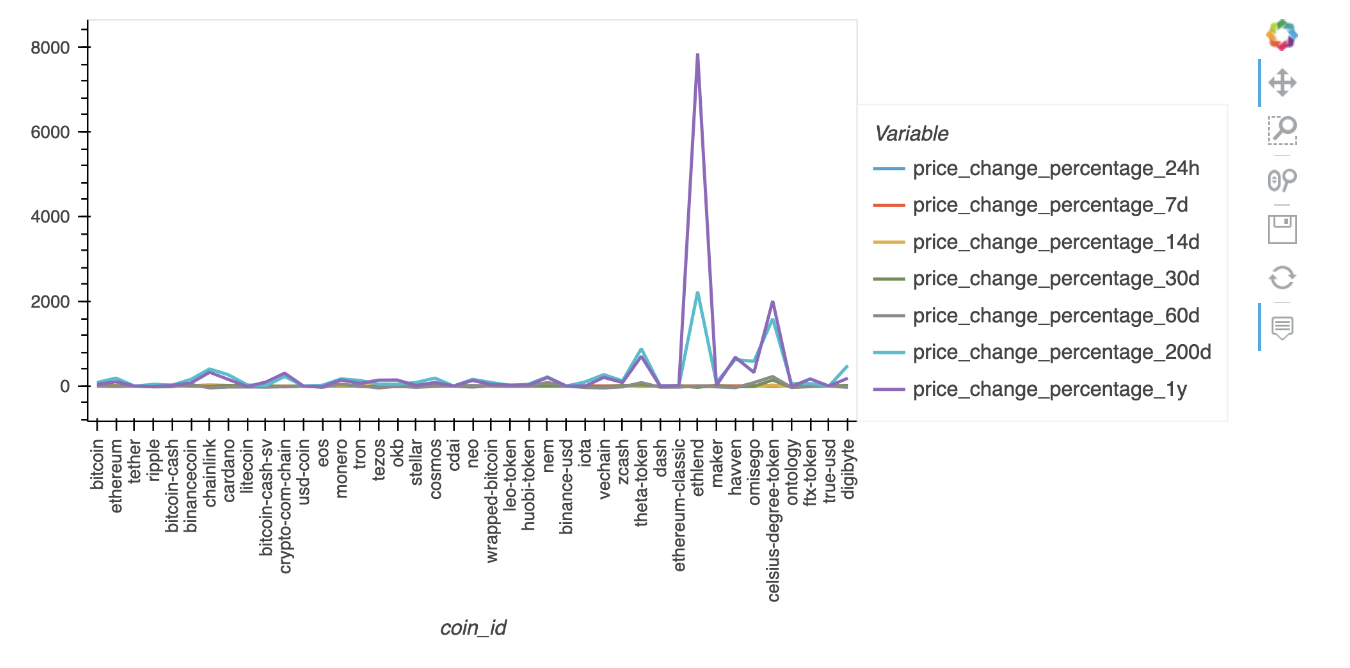 8000
6000
4000
2000
0
bitcoin
ethereum
tether
ripple
bitcoin-cash
binancecoin
chainlink
cardano
litecoin
bitcoin-cash-sv
crypto-com-chain
usd-coin
eos
monero
tron
tezos
okb
stellar
cosmos
cdai
neo
wrapped-bitcoin
leo-token
huobi-token
nem
binance-usd
iota
vechain
zcash
theta-token
dash
ethereum-classic
ethlend
maker
havven
omisego
celsius-degree-token
ontology
ftx-token
true-usd
digibyte
coin_id
Variable
price_change_percentage_24h
price_change_percentage_7d
price_change_percentage_14d
price_change_percentage_30d
price_change_percentage_60d
price_change_percentage_200d
price_change_percentage_1y